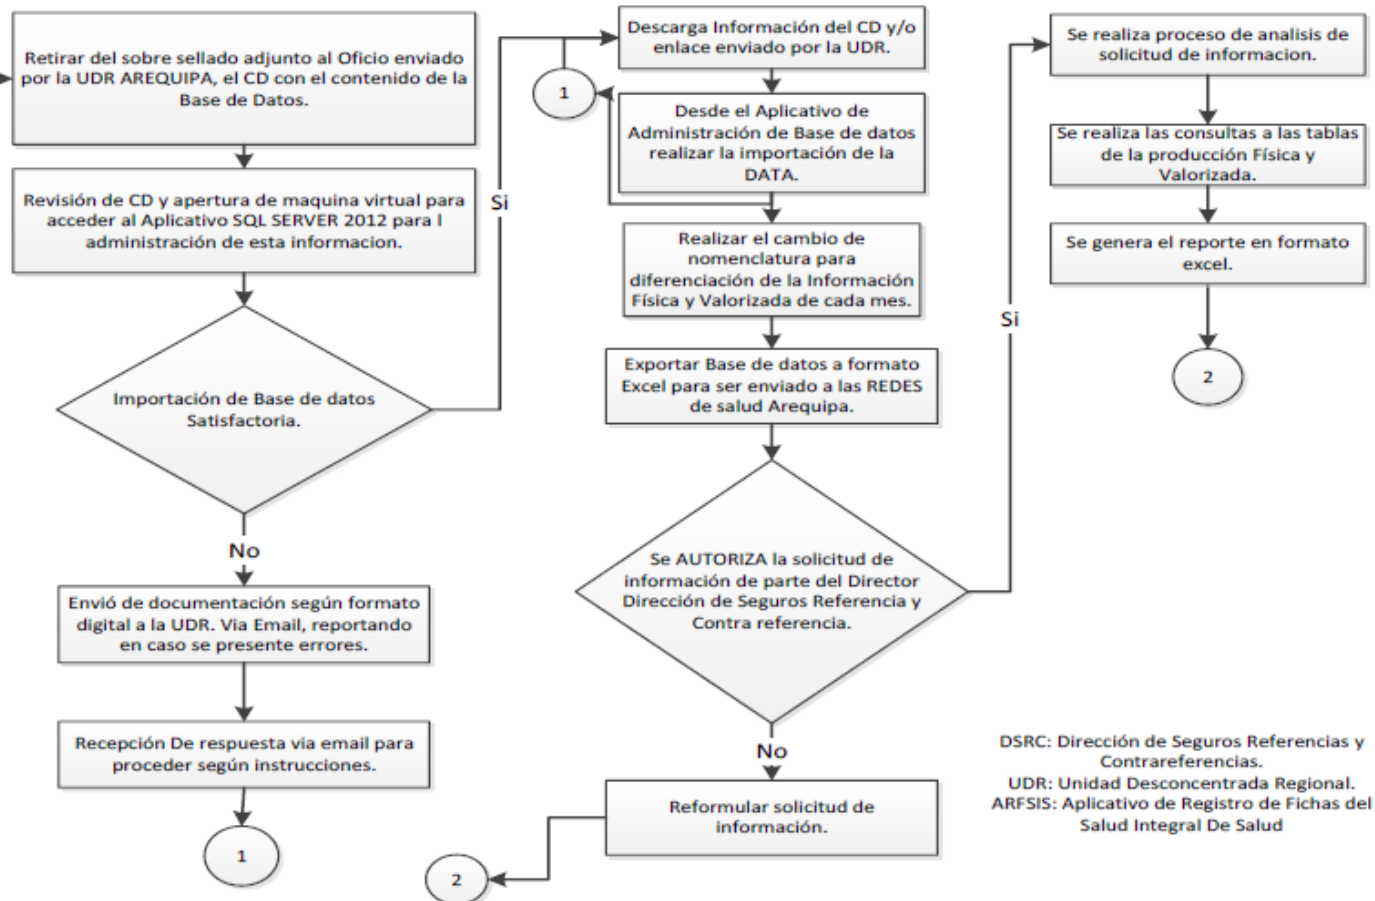 Retirar del sobre sellado adjunto al Oficio enviado
por la UDR AREQUIPA, el CD con el contenido de la
Base de Datos.
Revisión de CD y apertura de maquina virtual para
acceder al Aplicativo SQL SERVER 2012 para l
administración de esta informacion.
Importación de Base de datos
Satisfactoria.
Si
No
Envió de documentación según formato
digital a la UDR. Via Email, reportando
en caso se presente errores.
Recepción De respuesta via email para
proceder según instrucciones.
1
Descarga Información del CD y/o
enlace enviado por la UDR.
1
Desde el Aplicativo de
Administración de Base de datos
realizar la importación de la
DATA.
Realizar el cambio de
nomenclatura para
diferenciación de la Información
Física y Valorizada de cada mes.
Exportar Base de datos a formato
Excel para ser enviado a las REDES
de salud Arequipa.
Se AUTORIZA la solicitud de
información de parte del Director
Dirección de Seguros Referencia y
Contra referencia.
Si
No
Reformular solicitud de
información.
2
Se realiza proceso de analisis de
solicitud de informacion.
Se realiza las consultas a las tablas
de la producción Física y
Valorizada.
Se genera el reporte en formato
excel.
2
DSRC: Dirección de Seguros Referencias y
Contrareferencias.
UDR: Unidad Desconcentrada Regional.
ARFSIS: Aplicativo de Registro de Fichas del
Salud Integral De Salud